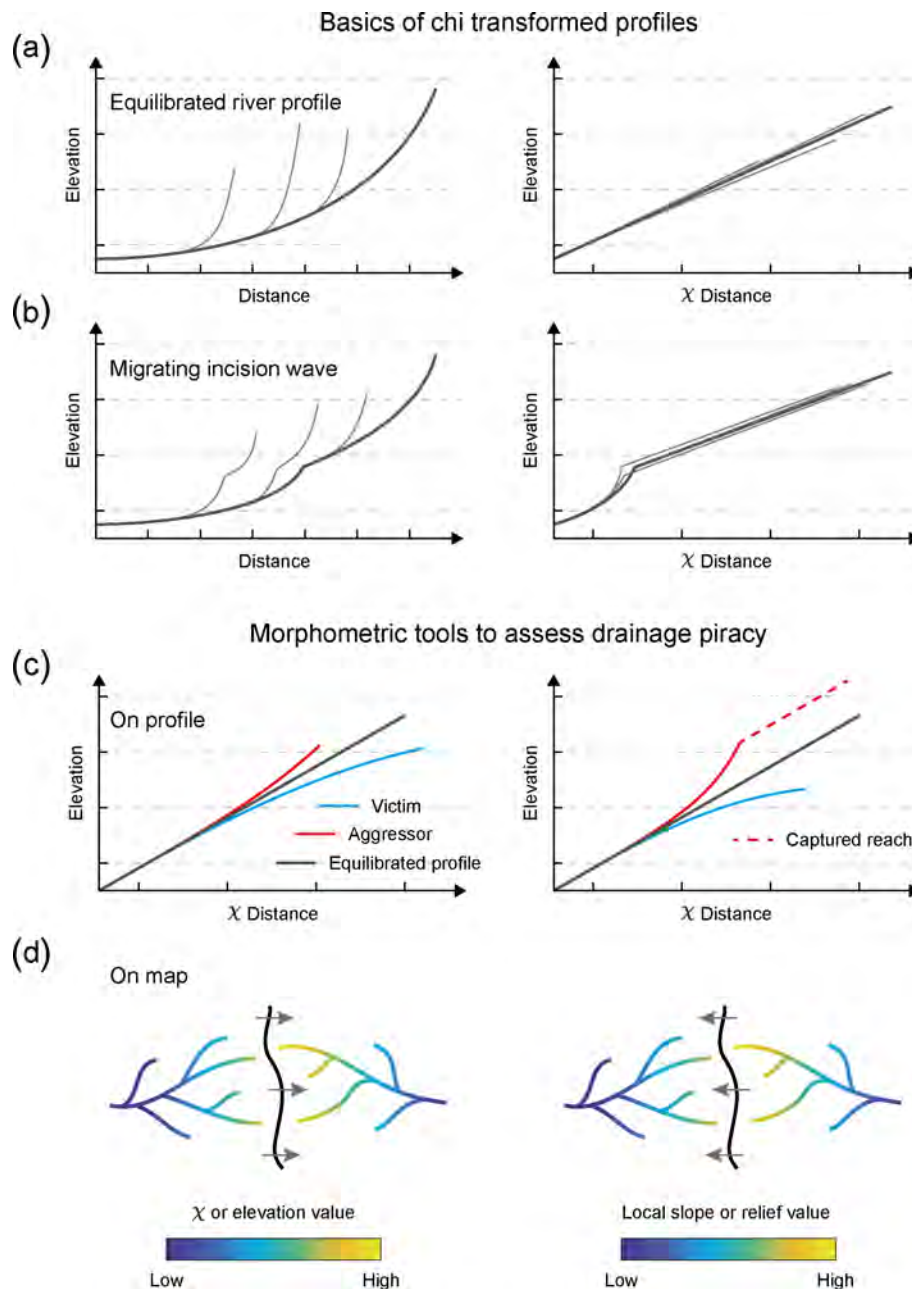 Basics of chi transformed profiles
(a)
Equilibrated river profile
Elevation
Distance
Elevation
χ Distance
(b)
Migrating incision wave
Elevation
Distance
Elevation
χ Distance
Morphometric tools to assess drainage piracy
(c)
On profile
Elevation
Victim
Aggressor
Equilibrated profile
χ Distance
Elevation
Captured reach
χ Distance
(d)
On map
χ or elevation value
Low
High
Local slope or relief value
Low
High